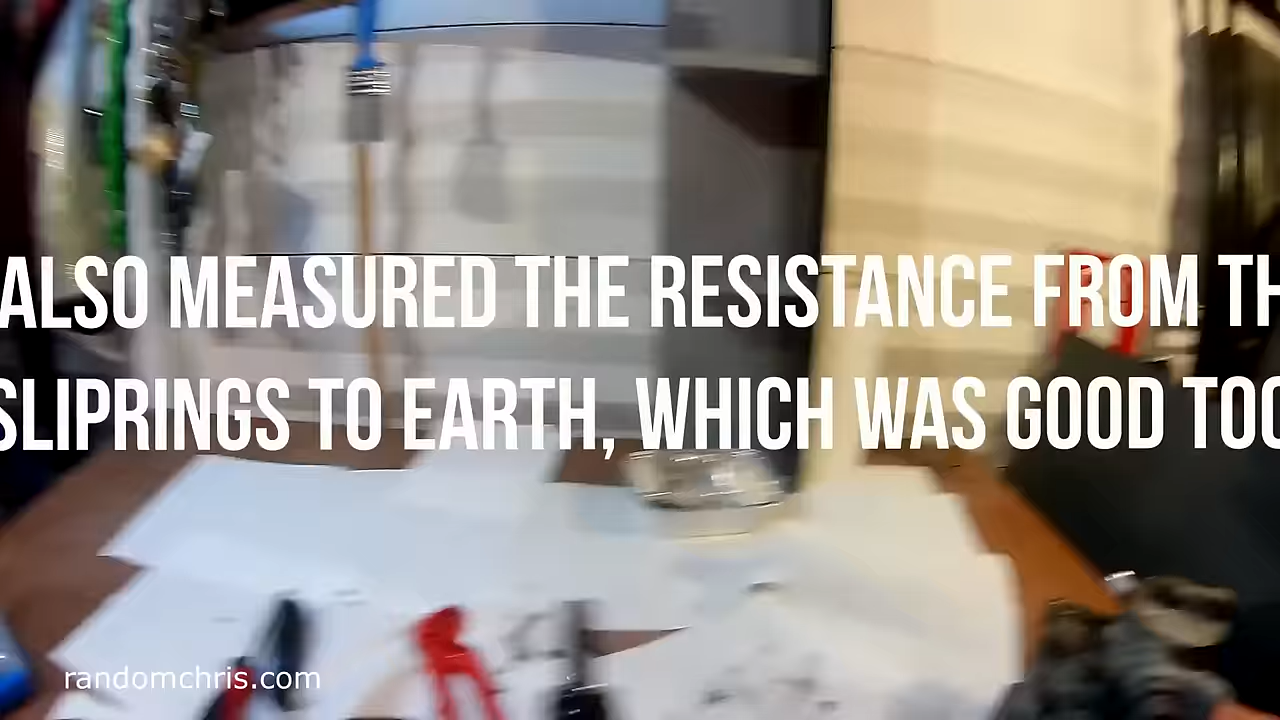 ALSO MEASURED THE RESISTANCE FROM TH
SLIPRINGS TO EARTH, WHICH WAS GOOD TOO
randomchris.com